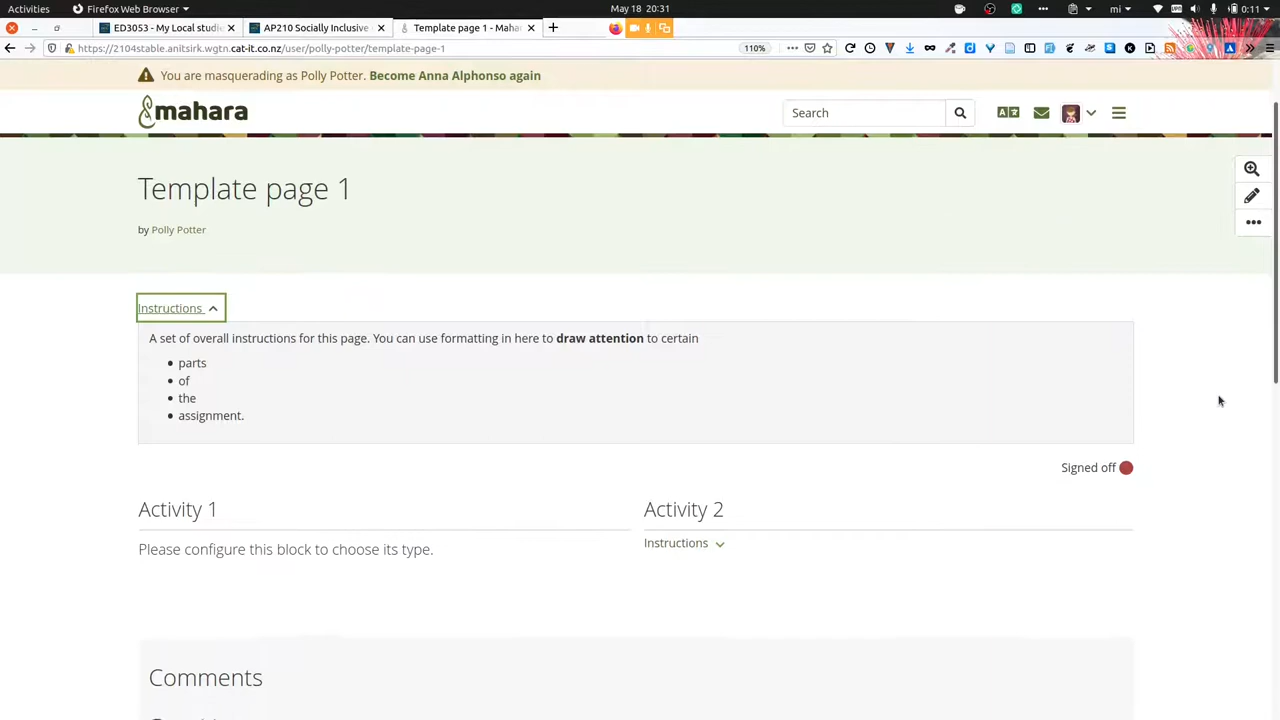 Activities
Firefox Web Browser
May 18 20:31
mi
0:11
ED3053 - My Local studi
AP210 Socially Inclusive
Template page 1 - Maha
https://2104stable.anitsirk.wgtn.cat-it.co.nz/user/polly-potter/template-page-1
110%
You are masquerading as Polly Potter. Become Anna Alphonso again
mahara
Search
Template page 1
by Polly Potter
Instructions
A set of overall instructions for this page. You can use formatting in here to draw attention to certain
• parts
• of
• the
• assignment.
Signed off
Activity 1
Activity 2
Please configure this block to choose its type.
Instructions
Comments